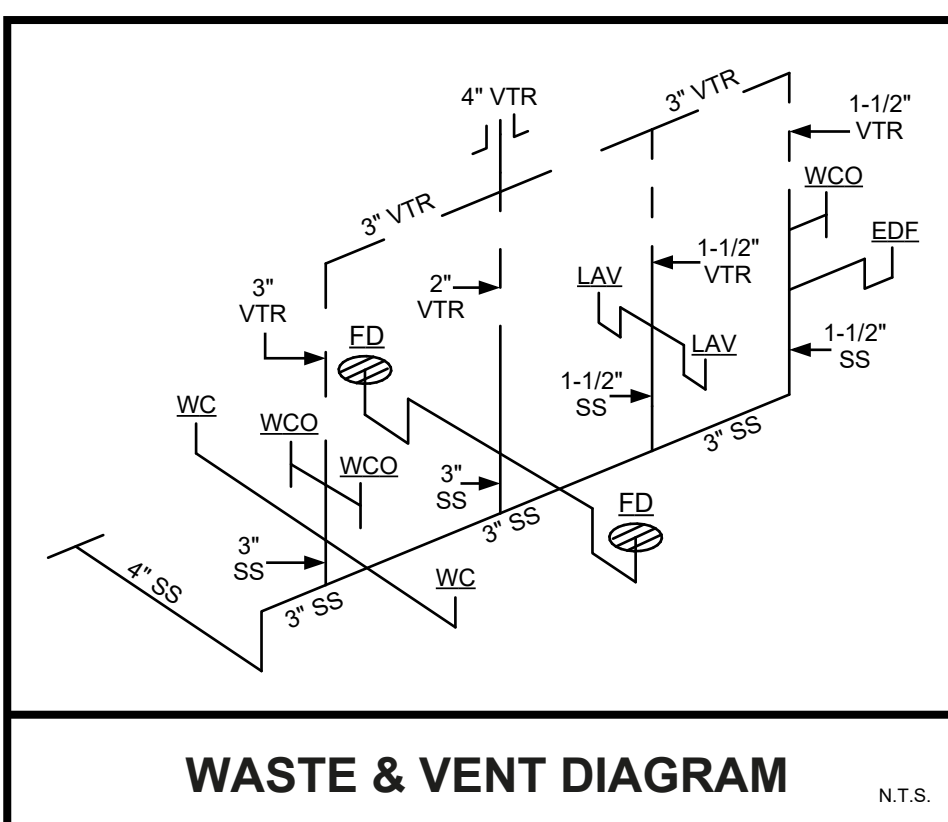 4" VTR
3" VTR
1-1/2"
VTR
WCO
3" VTR
EDF
1-1/2"
VTR
LAV
2"
VTR
3"
VTR
FD
LAV
1-1/2"
SS
1-1/2"
SS
WC
WCO
3" SS
WCO
3"
SS
FD
3" SS
3"
SS
4" SS
WC
3" SS
WASTE & VENT DIAGRAM
N.T.S.